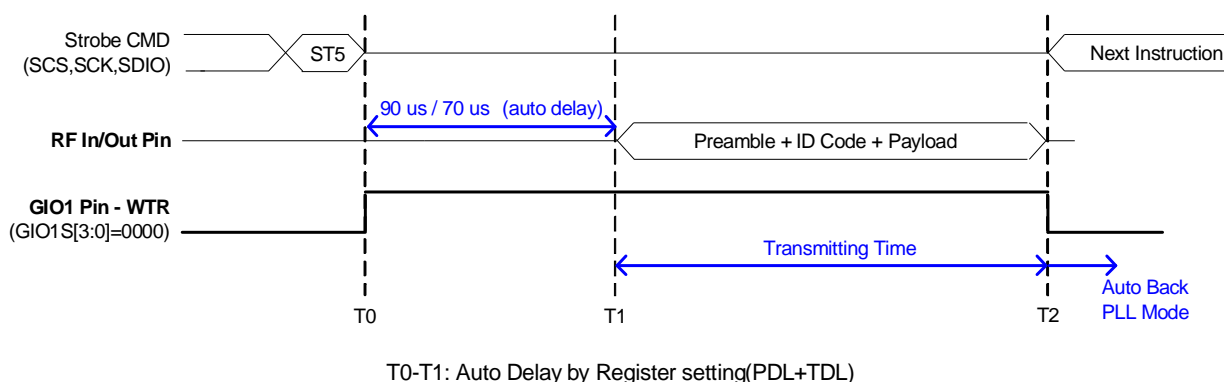 Strobe CMD
(SCS,SCK,SDIO)
ST5
Next Instruction
90 us / 70 us (auto delay)
RF In/Out Pin
Preamble + ID Code + Payload
GIO1 Pin - WTR
(GIO1S[3:0]=0000)
Transmitting Time
Auto Back
PLL Mode
T0
T1
T2
T0-T1: Auto Delay by Register setting(PDL+TDL)